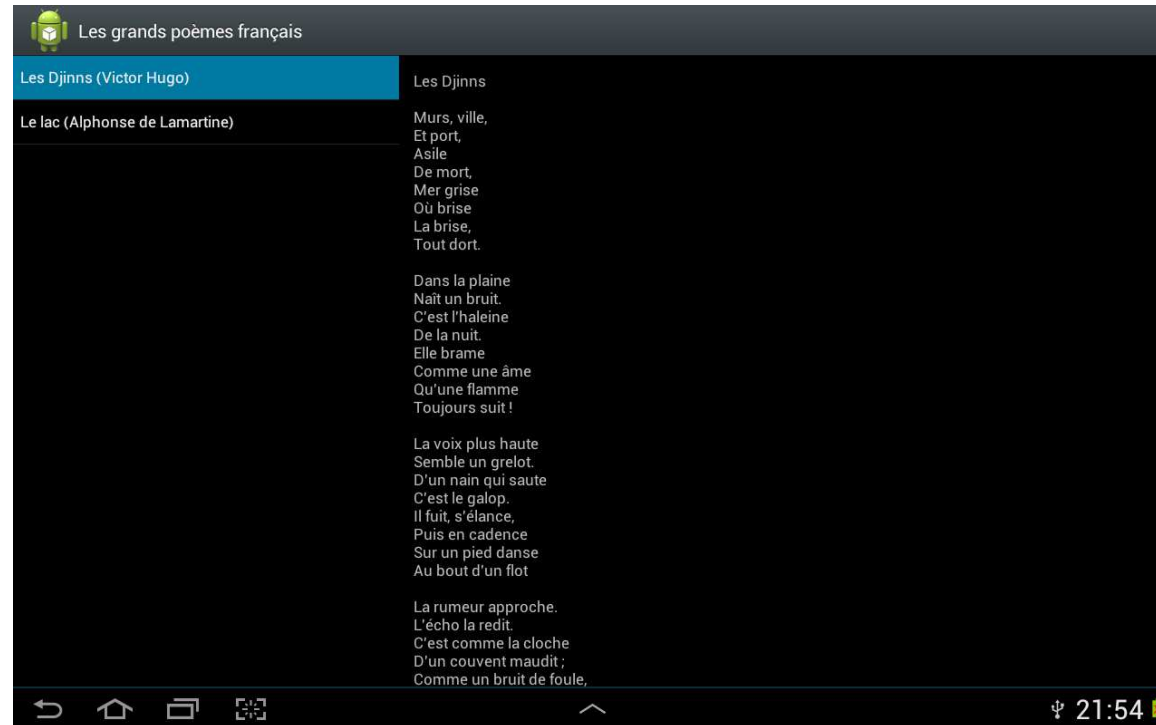 Les grands poèmes français
Les Djinns (Victor Hugo)
Le lac (Alphonse de Lamartine)
Les Djinns
Murs, ville,
Et port,
Asile
De mort,
Mer grise
Où brise
La brise,
Tout dort.
Dans la plaine
Naît un bruit.
C'est l'haleine
De la nuit.
Elle brame
Comme une âme
Qu'une flamme
Toujours suit !
La voix plus haute
Semble un grelot.
D'un nain qui saute
C'est le galop.
Il fuit, s'élance,
Puis en cadence
Sur un pied danse
Au bout d'un flot
La rumeur approche.
L'écho la redit.
C'est comme la cloche
D'un couvent maudit ;
Comme un bruit de foule,
21:54